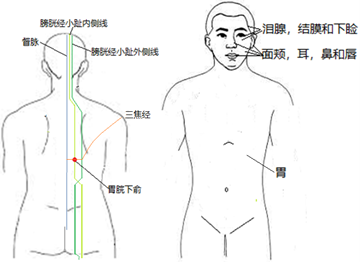 膀胱经小趾内侧线
督脉
膀胱经小趾外侧线
三焦经
胃脘下俞
泪腺，结膜和下睑
面颊，耳，鼻和唇
胃